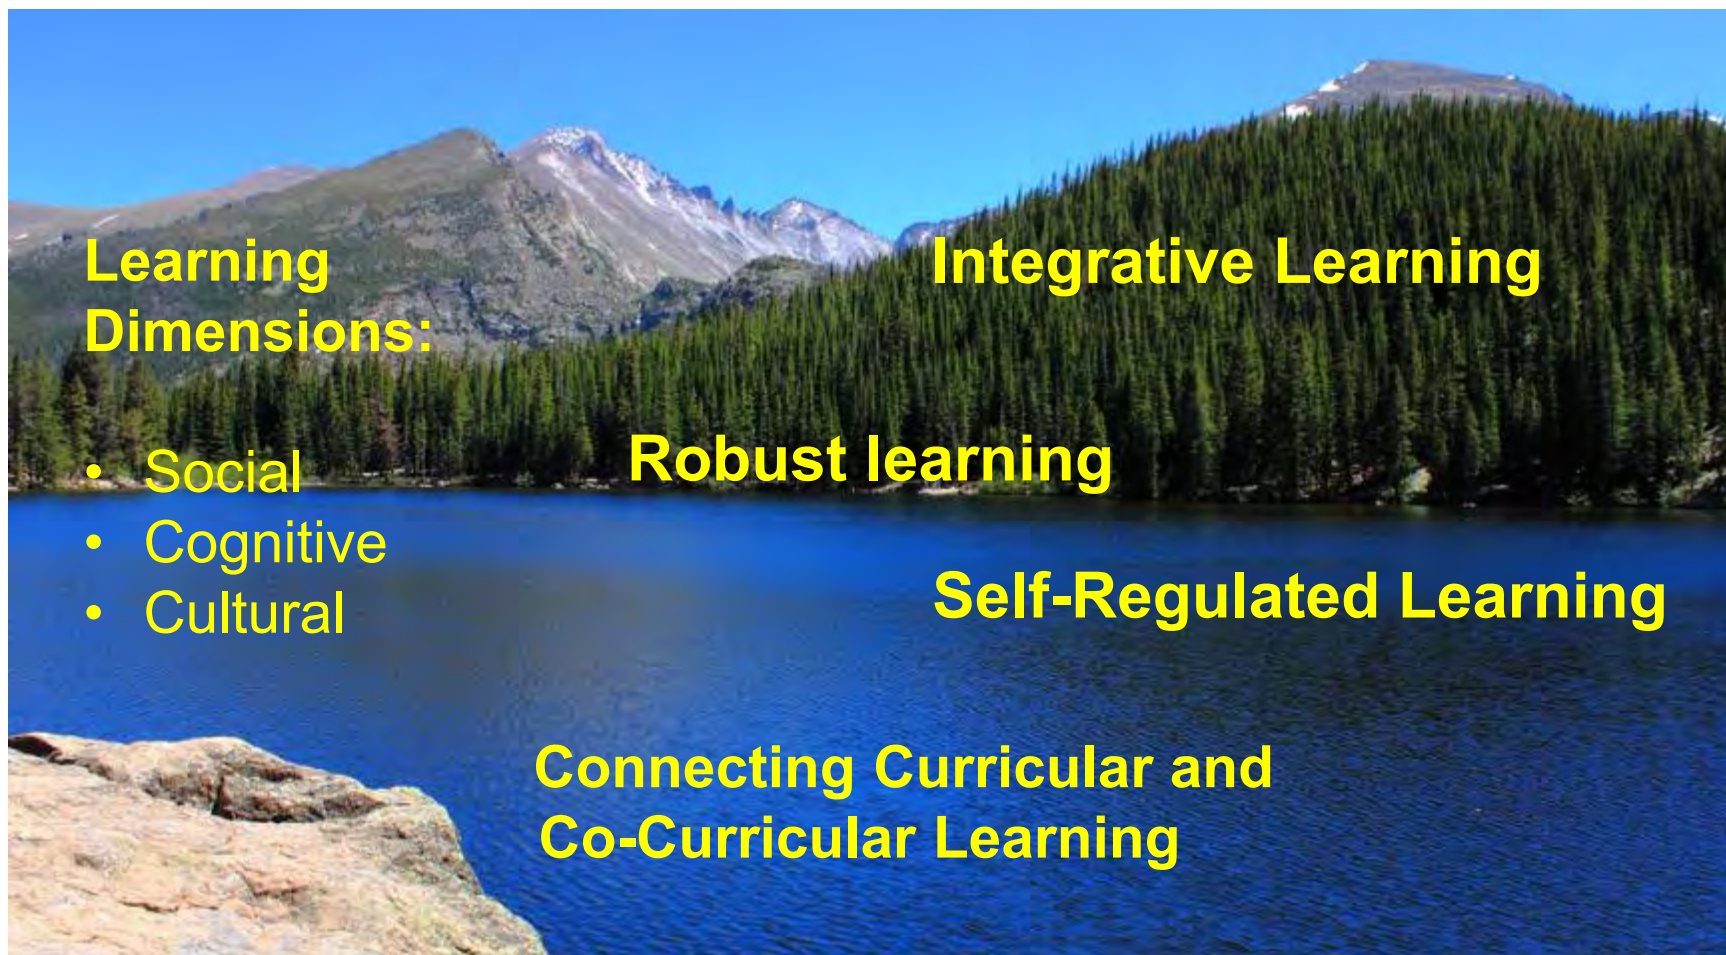 Learning
Dimensions:
• Social
• Cognitive
• Cultural
Integrative Learning
Robust learning
Self-Regulated Learning
Connecting Curricular and
Co-Curricular Learning